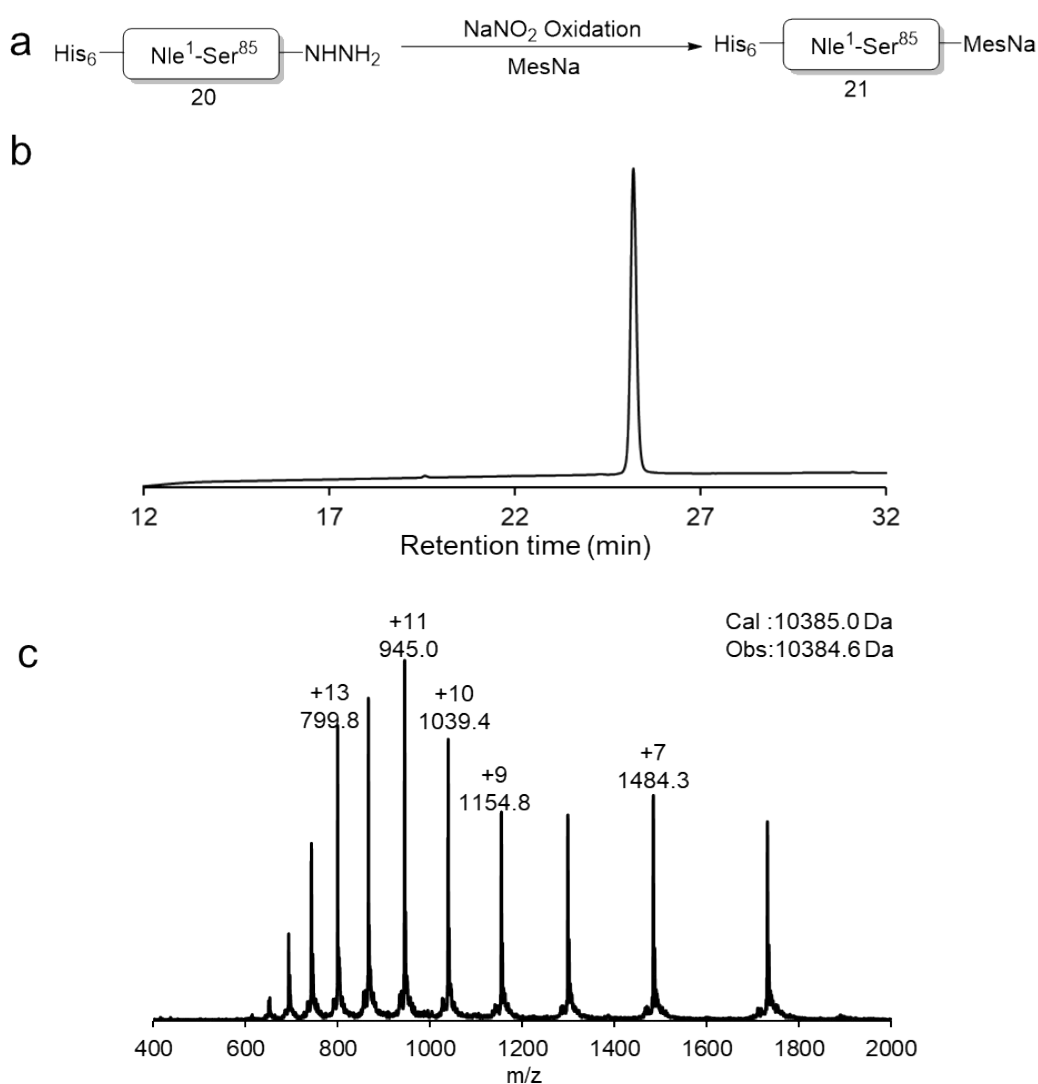 a
His₆ Nle¹-Ser⁸⁵ NHNH₂
20
NaNO₂ Oxidation
MesNa
His₆ Nle¹-Ser⁸⁵ MesNa
21
b
12 17 22 27 32
Retention time (min)
c
Cal :10385.0 Da
Obs:10384.6 Da
+11
945.0
+13
799.8
+10
1039.4
+9
1154.8
+7
1484.3
400 600 800 1000 1200 1400 1600 1800 2000
m/z